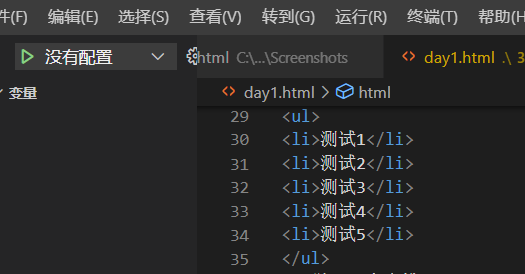 件(F) 编辑(E) 选择(S) 查看(V) 转到(G) 运行(R) 终端(T) 帮助(H
没有配置 html C:\...\Screenshots day1.html .\ 3
变量 day1.html > html
29 <ul>
30 <li>测试1</li>
31 <li>测试2</li>
32 <li>测试3</li>
33 <li>测试4</li>
34 <li>测试5</li>
35 </ul>